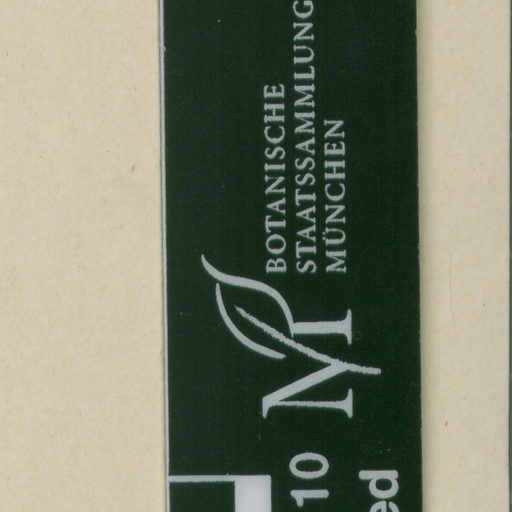 BOTANISCHE
STAATSSAMMLUNG
MÜNCHEN
M
10
ed